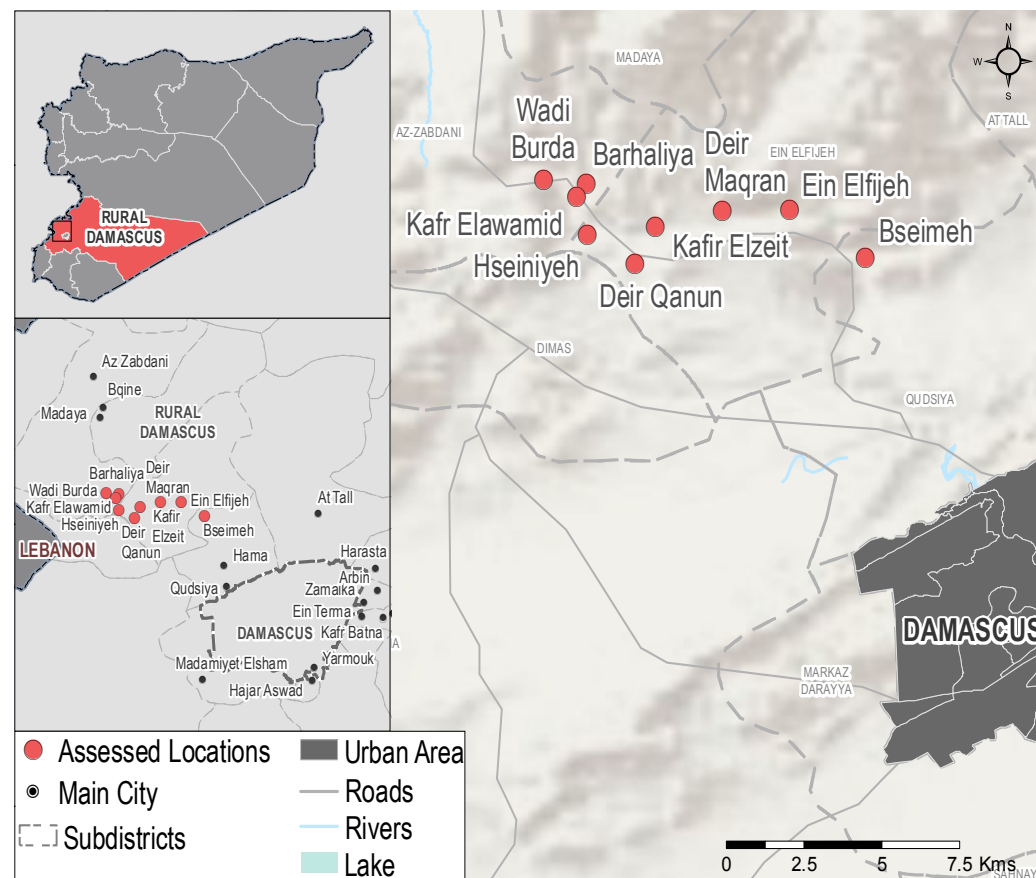 RURAL
DAMASCUS
Az Zabdani
Bqine
Madaya
RURAL
DAMASCUS
Barhaliya
Deir
Maqran
Wadi Burda
Ein Elfijeh
Kafr Elawamid
Hseiniyeh
Kafir
Elzeit
Deir
Qanun
Bseimeh
At Tall
LEBANON
Hama
Harasta
Qudsiya
Arbin
Zamalka
Ein Terma
DAMASCUS
Kafr Batna
Madamiyet Elsham
Yarmouk
Hajar Aswad
Assessed Locations
Main City
Subdistricts
Urban Area
Roads
Rivers
Lake
N
W
S
MADAYA
AZ-ZABDANI
AT TALL
EIN ELFIJEH
Wadi
Burda
Barhaliya
Deir
Maqran
Ein Elfijeh
Kafr Elawamid
Kafir Elzeit
Bseimeh
Hseiniyeh
Deir Qanun
DIMAS
QUDSIYA
DAMASCUS
MARKAZ
DARAYYA
0 2.5 5 7.5 Kms